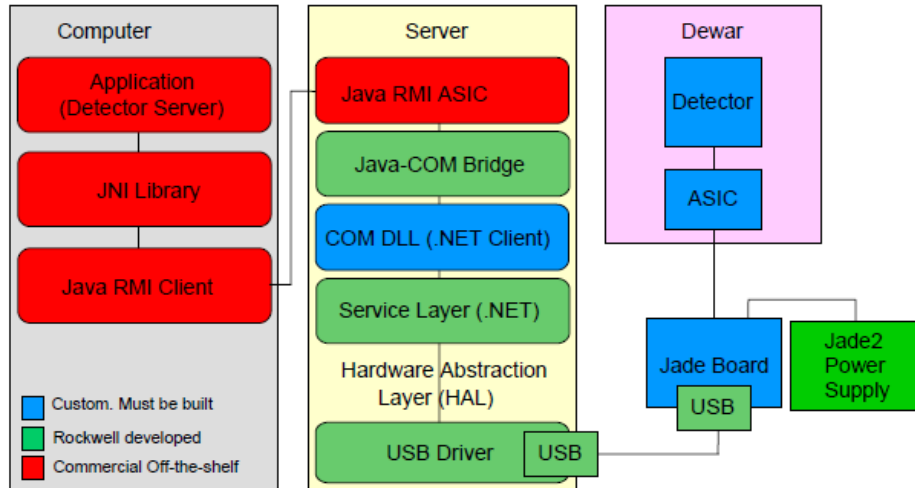 Computer
Application
(Detector Server)
JNI Library
Java RMI Client
Custom. Must be built
Rockwell developed
Commercial Off-the-shelf
Server
Java RMI ASIC
Java-COM Bridge
COM DLL (.NET Client)
Service Layer (.NET)
Hardware Abstraction
Layer (HAL)
USB Driver
USB
Dewar
Detector
ASIC
Jade Board
USB
Jade2
Power
Supply